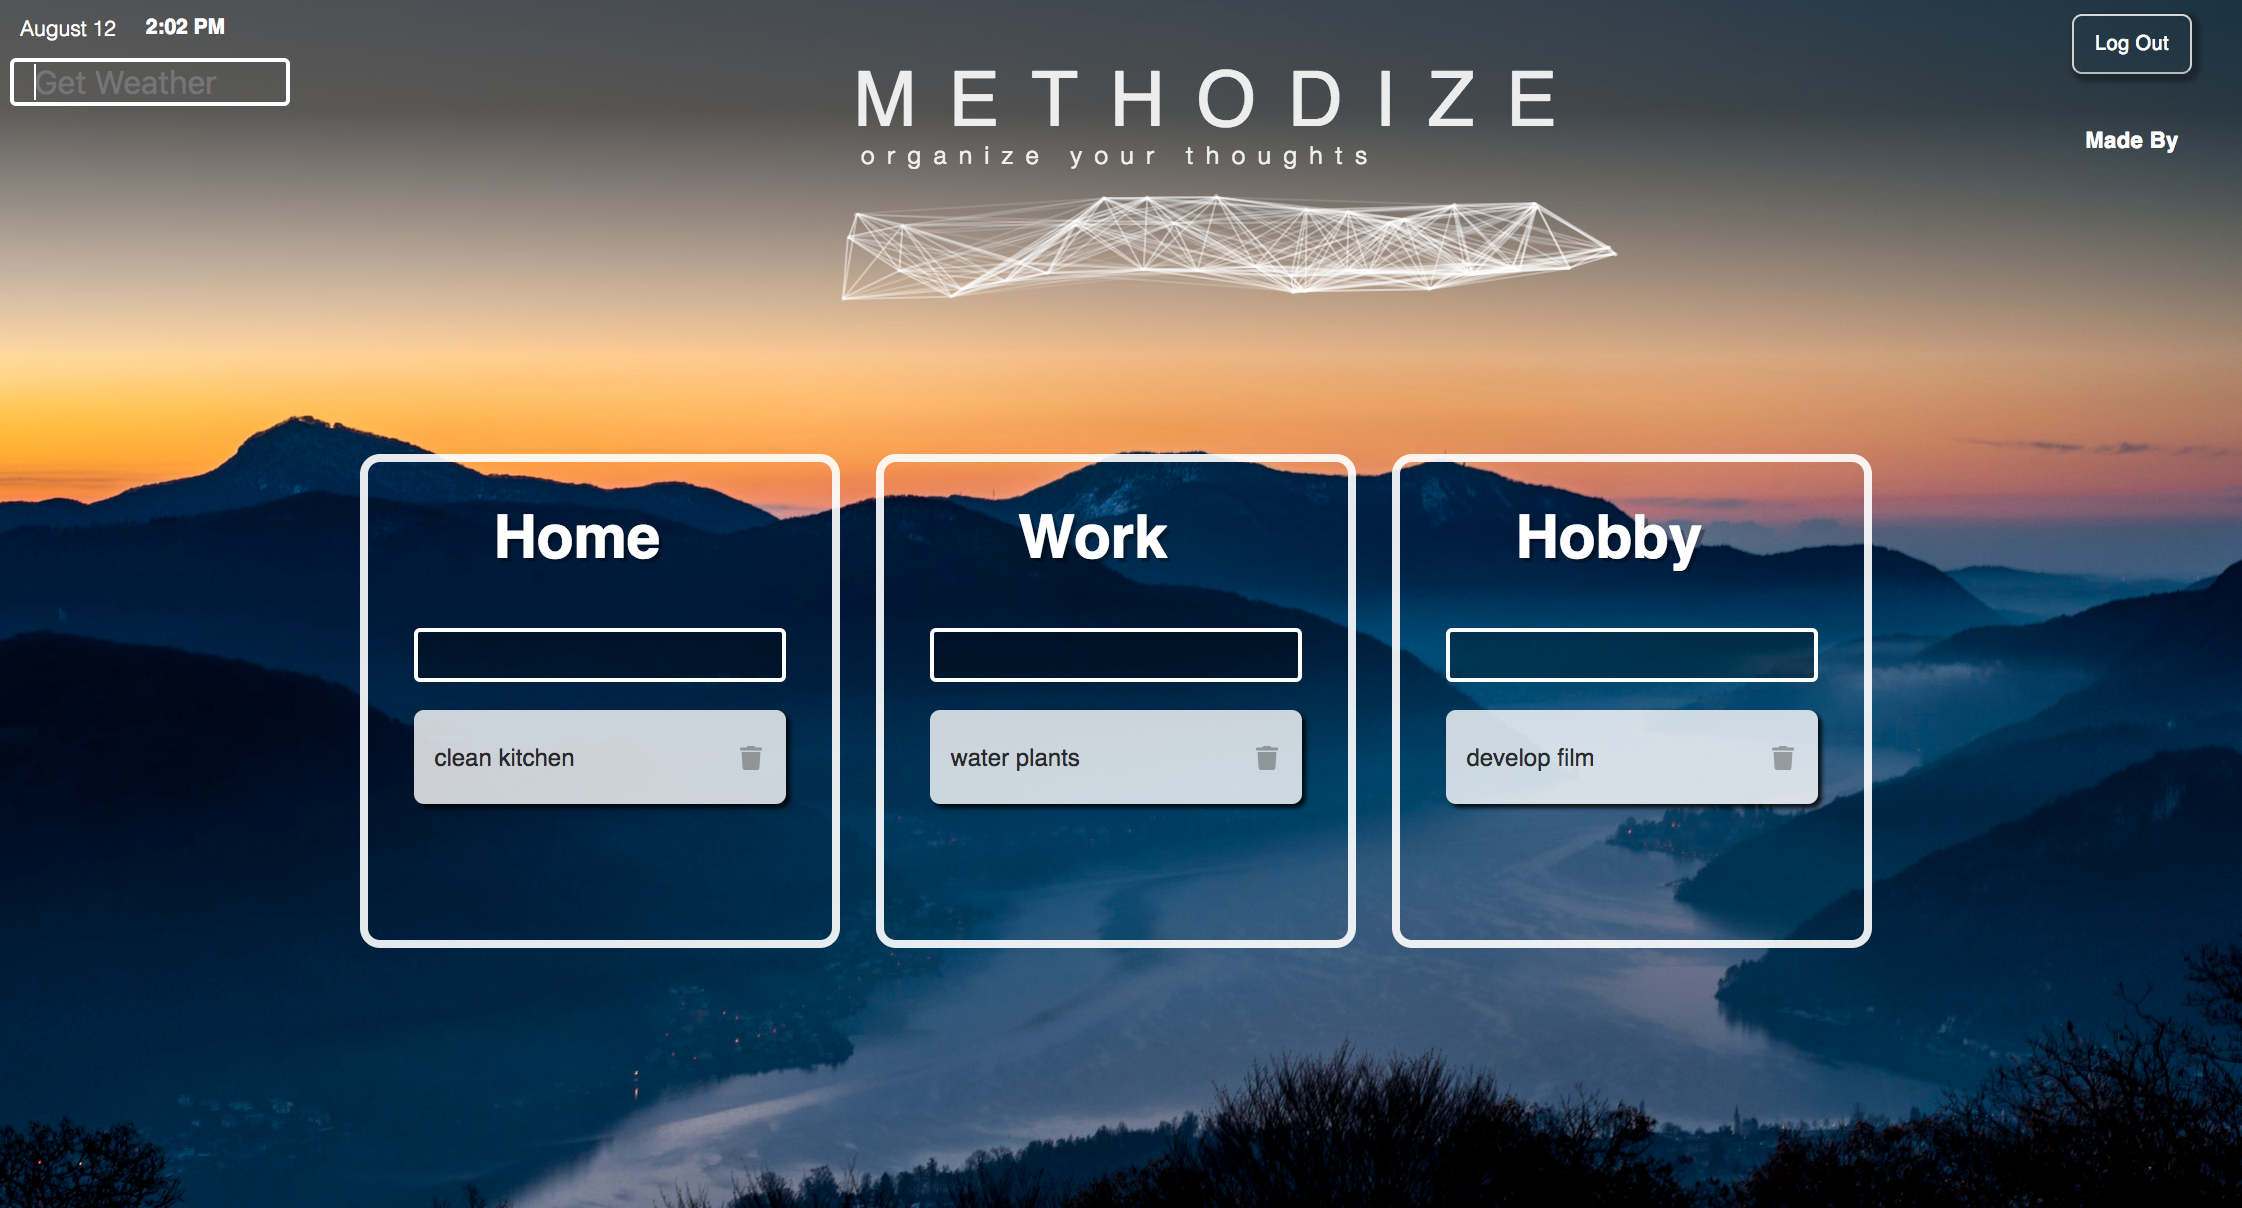 August 12 2:02 PM
Get Weather
Log Out
Made By
METHODIZE
organize your thoughts
Home
clean kitchen
Work
water plants
Hobby
develop film